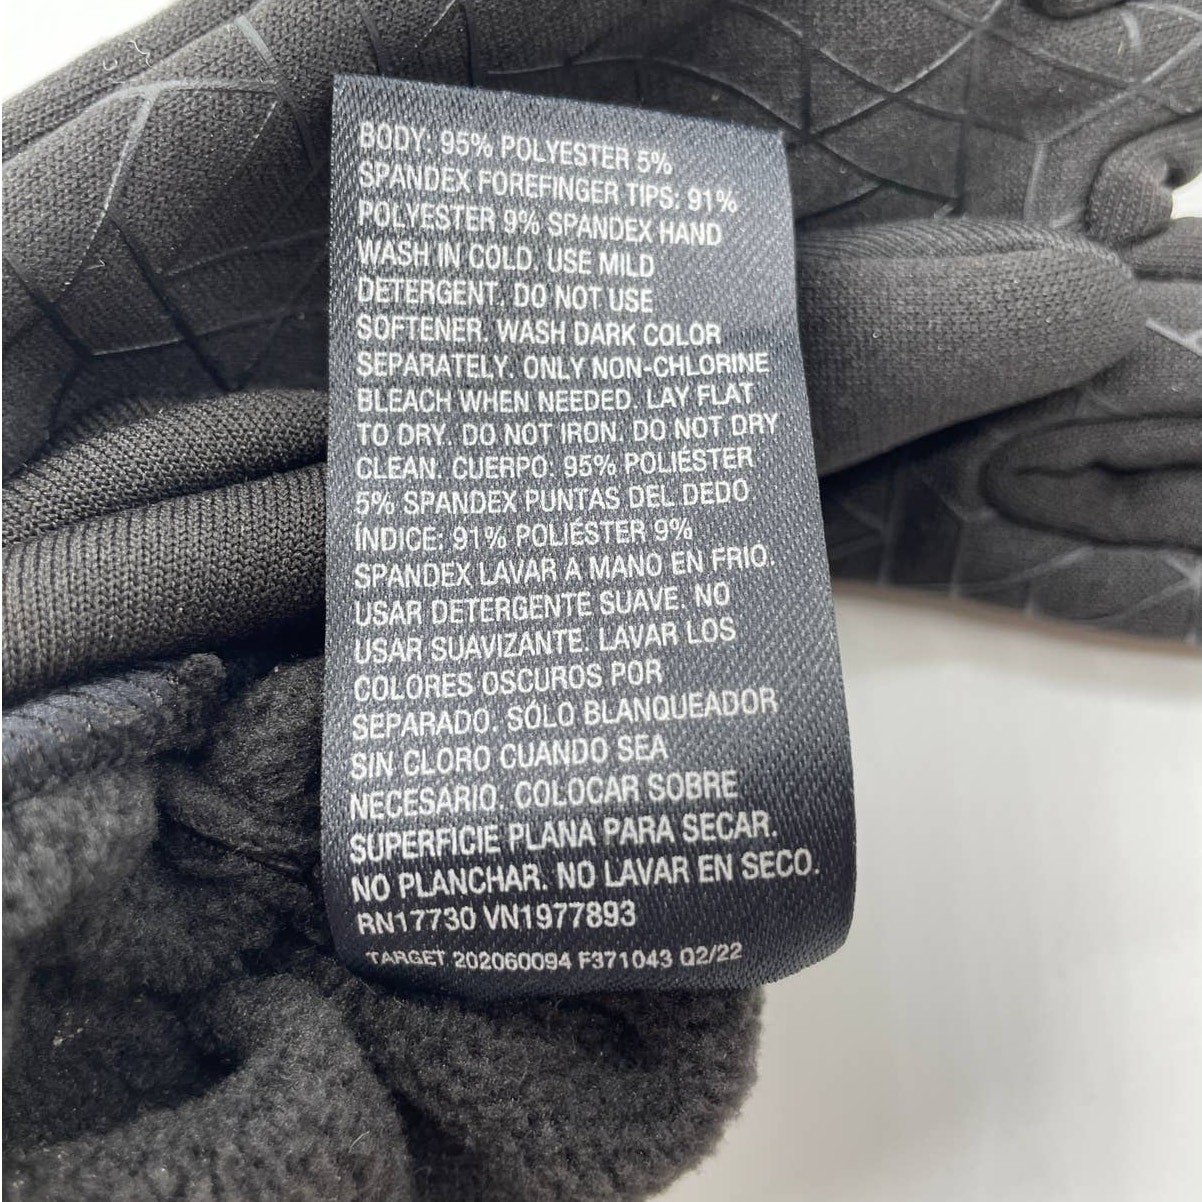 BODY: 95% POLYESTER 5%
SPANDEX FOREFINGER TIPS: 91%
POLYESTER 9% SPANDEX HAND
WASH IN COLD. USE MILD
DETERGENT. DO NOT USE
SOFTENER. WASH DARK COLOR
SEPARATELY. ONLY NON-CHLORINE
BLEACH WHEN NEEDED. LAY FLAT
TO DRY. DO NOT IRON. DO NOT DRY
CLEAN. CUERPO: 95% POLIÉSTER
5% SPANDEX PUNTAS DEL DEDO
ÍNDICE: 91% POLIÉSTER 9%
SPANDEX LAVAR A MANO EN FRIO.
USAR DETERGENTE SUAVE. NO
USAR SUAVIZANTE. LAVAR LOS
COLORES OSCUROS POR
SEPARADO. SÓLO BLANQUEADOR
SIN CLORO CUANDO SEA
NECESARIO. COLOCAR SOBRE
SUPERFICIE PLANA PARA SECAR.
NO PLANCHAR. NO LAVAR EN SECO.
RN17730 VN1977893
TARGET 202060094 F371043 Q2/22